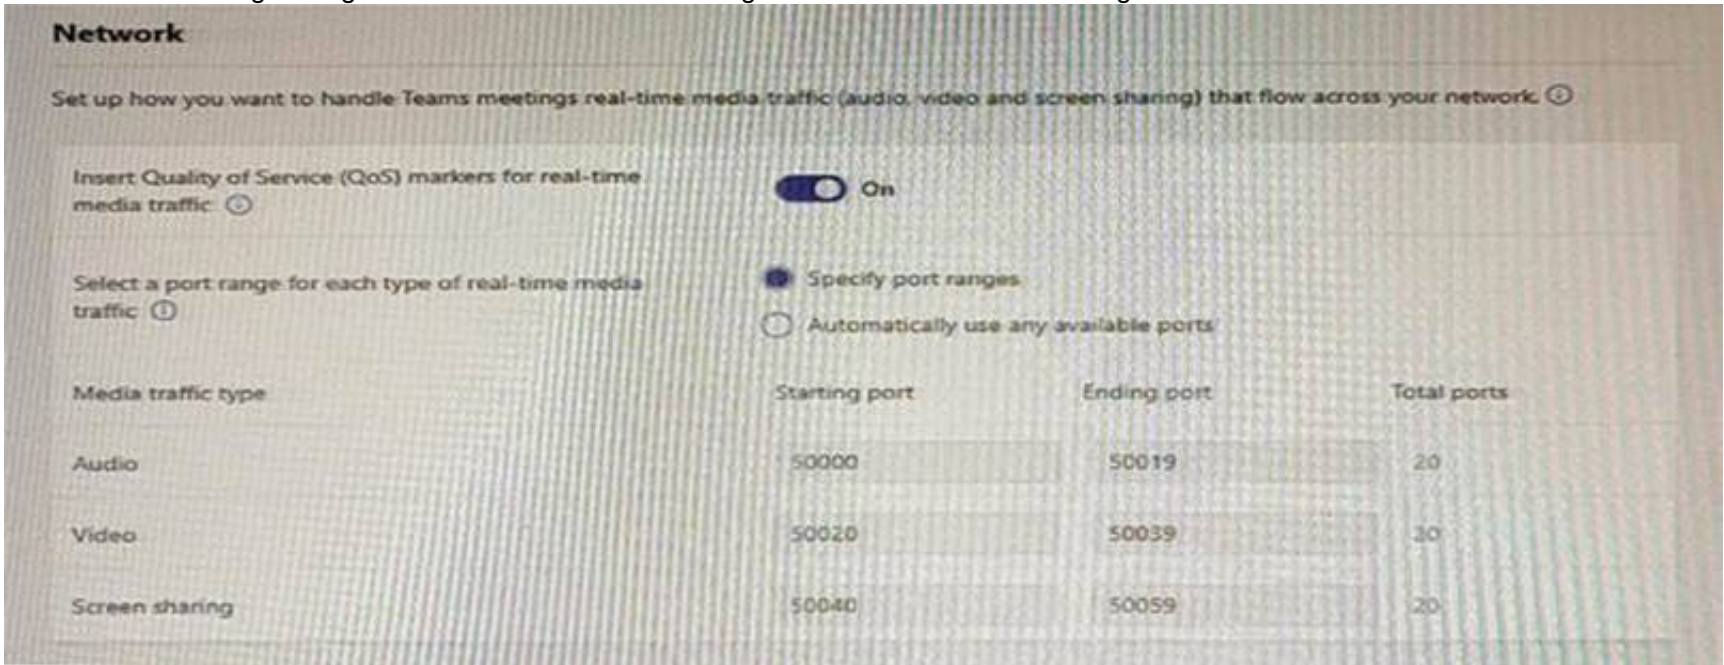 Network
Set up how you want to handle Teams meetings real-time media traffic (audio, video and screen sharing) that flow across your network.
Insert Quality of Service (QoS) markers for real-time
media traffic
On
Select a port range for each type of real-time media
traffic
Specify port ranges
Automatically use any available ports
Media traffic type Starting port Ending port Total ports
Audio 50000 50019 20
Video 50020 50039 20
Screen sharing 50040 50059 20